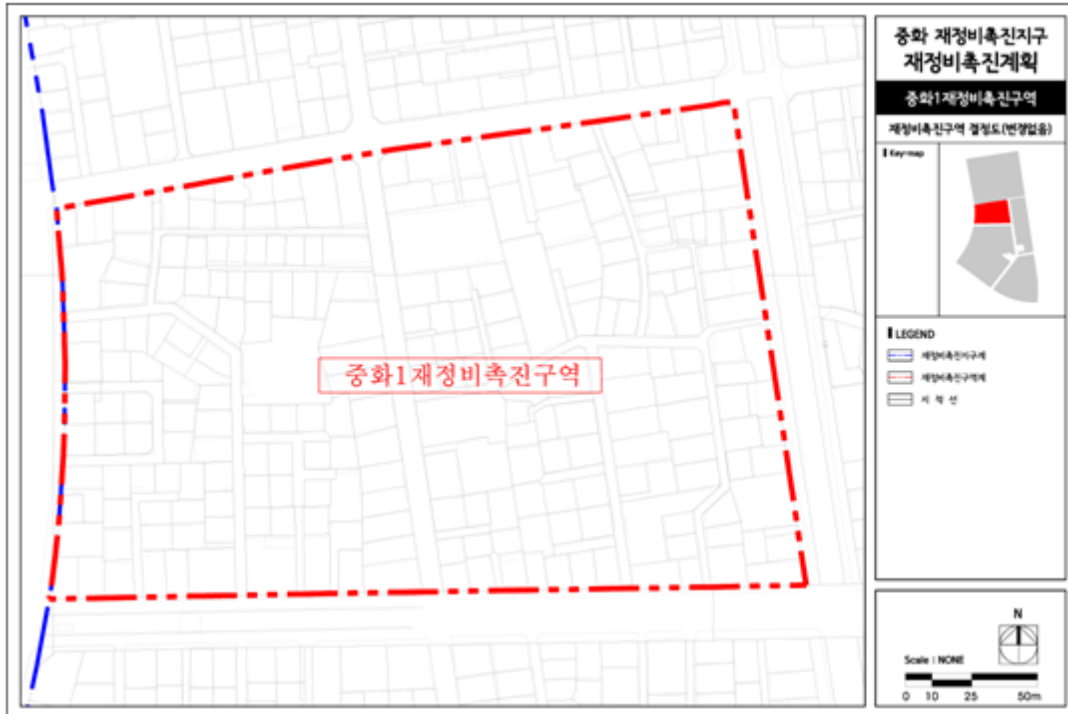 중화 재정비촉진지구
재정비촉진계획
중화1재정비촉진구역
재정비촉진구역 결정도(변경없음)
Key-map
중화1재정비촉진구역
LEGEND
재정비촉진지구계
재정비촉진구역계
지 적 선
N
Scale : NONE
0 10 25 50m